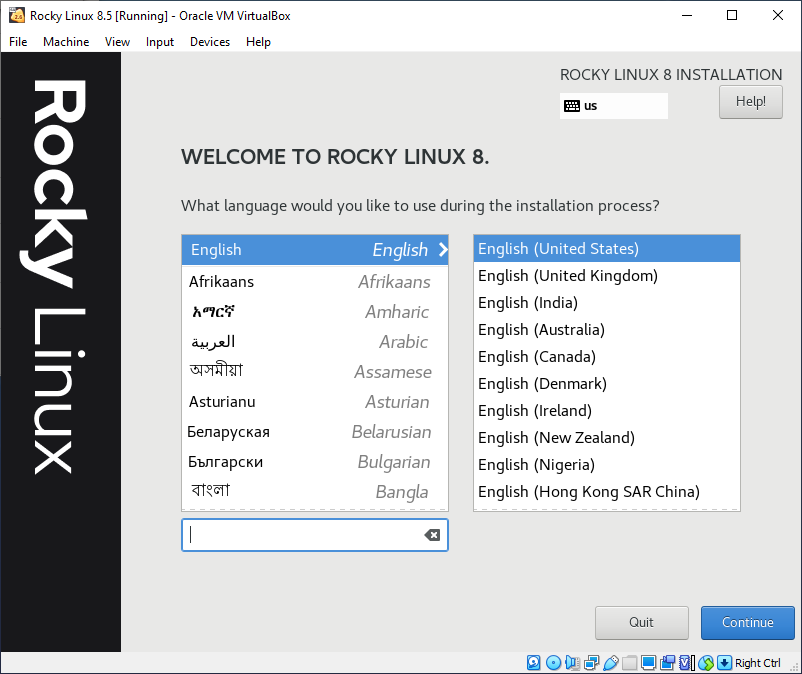 Rocky Linux 8.5 [Running] - Oracle VM VirtualBox
File Machine View Input Devices Help
Rocky Linux
ROCKY LINUX 8 INSTALLATION
us
Help!
WELCOME TO ROCKY LINUX 8.
What language would you like to use during the installation process?
English English
Afrikaans Afrikaans
አማርኛ Amharic
العربية Arabic
অসমীয়া Assamese
Asturianu Asturian
Беларуская Belarusian
Български Bulgarian
বাংলা Bangla
English (United States)
English (United Kingdom)
English (India)
English (Australia)
English (Canada)
English (Denmark)
English (Ireland)
English (New Zealand)
English (Nigeria)
English (Hong Kong SAR China)
Quit Continue
Right Ctrl